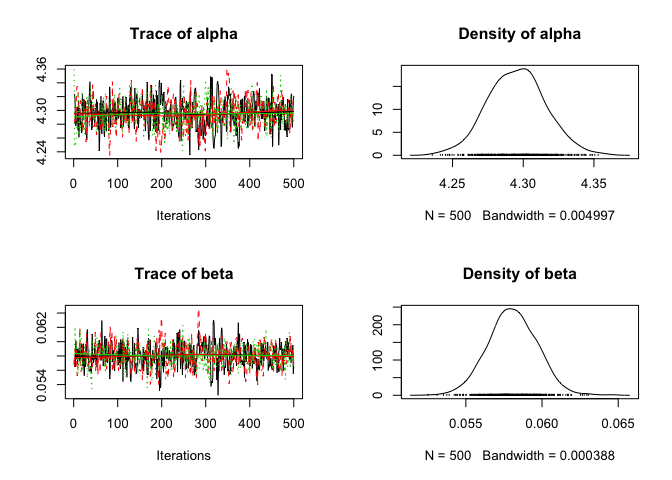 Trace of alpha
4.24 4.30 4.36
0 100 200 300 400 500
Iterations
Density of alpha
0 5 10
4.25 4.30 4.35
N = 500 Bandwidth = 0.004997
Trace of beta
0.054 0.062
0 100 200 300 400 500
Iterations
Density of beta
0 100 200
0.055 0.060 0.065
N = 500 Bandwidth = 0.000388